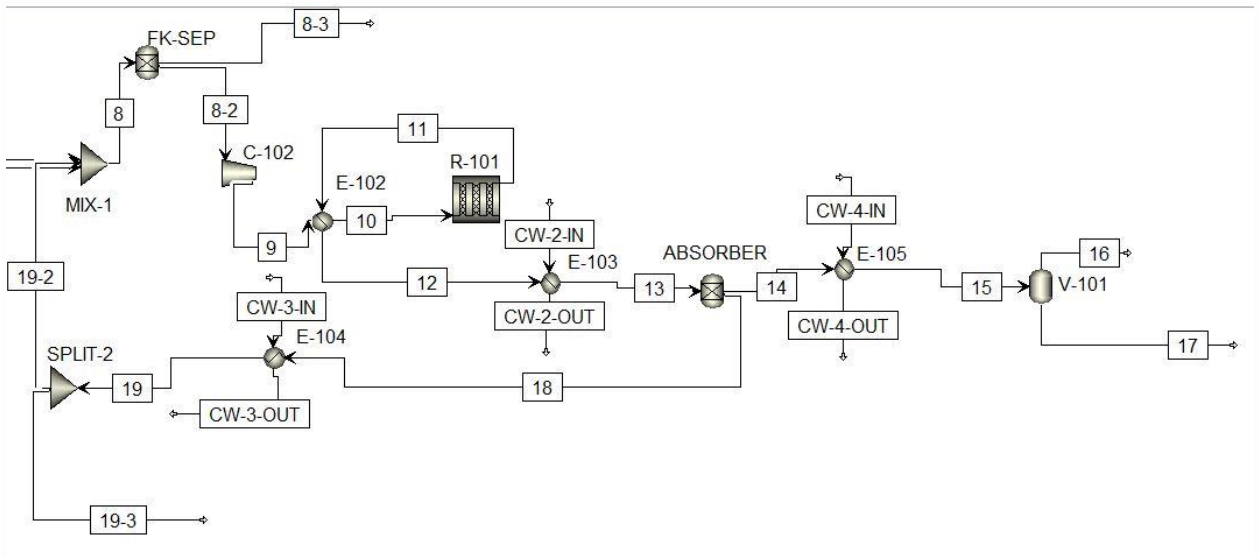 8-3
FK-SEP
8
8-2
11
C-102
R-101
E-102
MIX-1
10
9
CW-2-IN
CW-4-IN
E-103
ABSORBER
E-105
19-2
12
13
14
15
16
V-101
CW-3-IN
CW-2-OUT
CW-4-OUT
E-104
17
SPLIT-2
19
18
CW-3-OUT
19-3